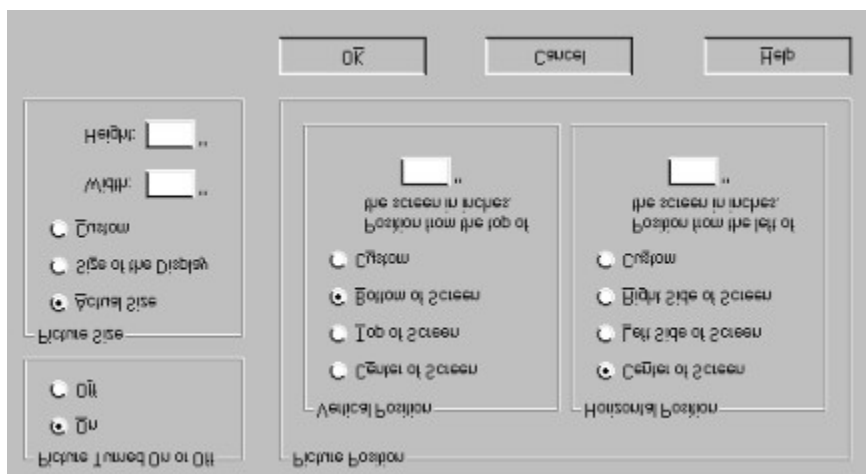 Picture Turned On or Off
On
Off
Picture Size
Actual Size
Size of the Display
Custom
Width: "
Height: "
Picture Position
Vertical Position
Center of Screen
Top of Screen
Bottom of Screen
Custom
Position from the top of
the screen in inches.
"
Horizontal Position
Center of Screen
Left Side of Screen
Right Side of Screen
Custom
Position from the left of
the screen in inches.
"
OK
Cancel
Help